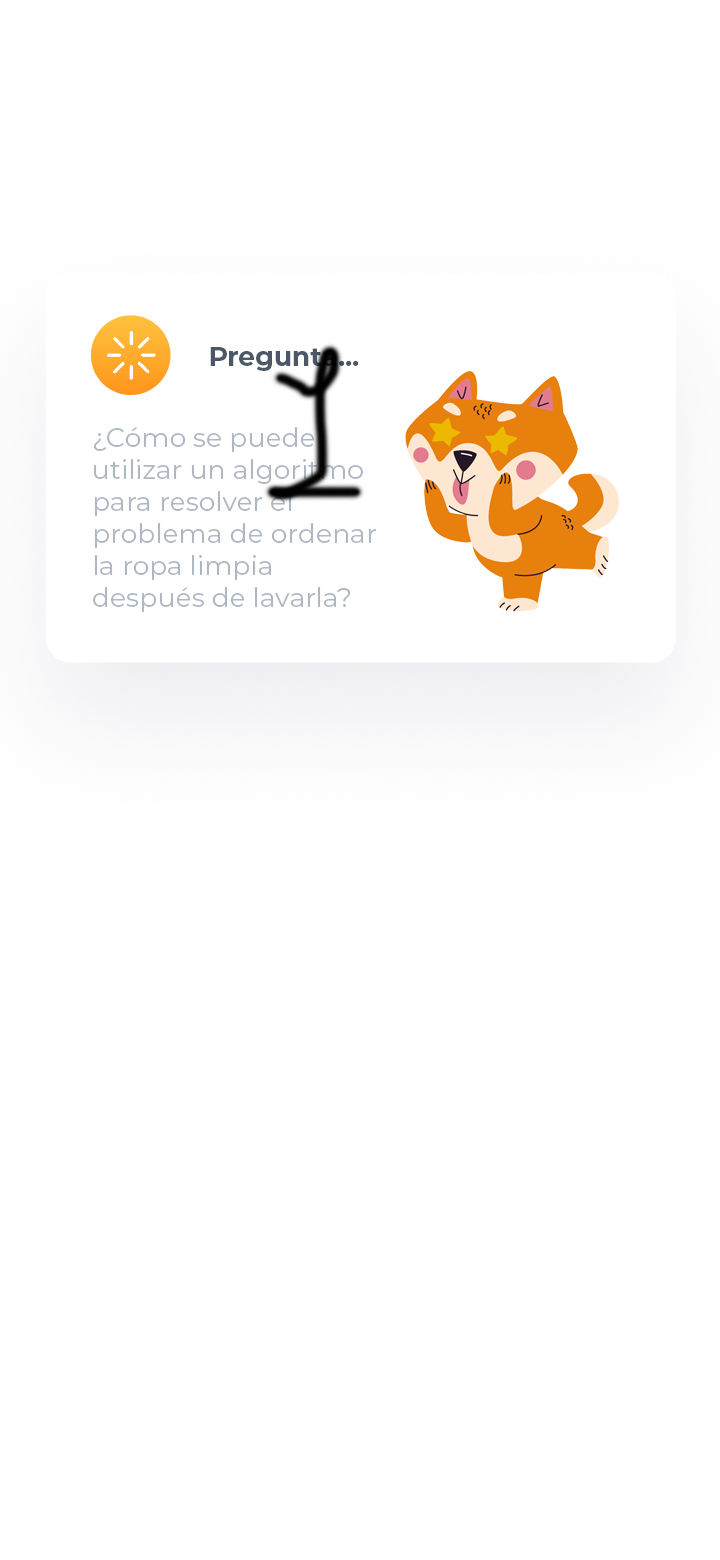 Pregunta...
¿Cómo se puede
utilizar un algoritmo
para resolver el
problema de ordenar
la ropa limpia
después de lavarla?